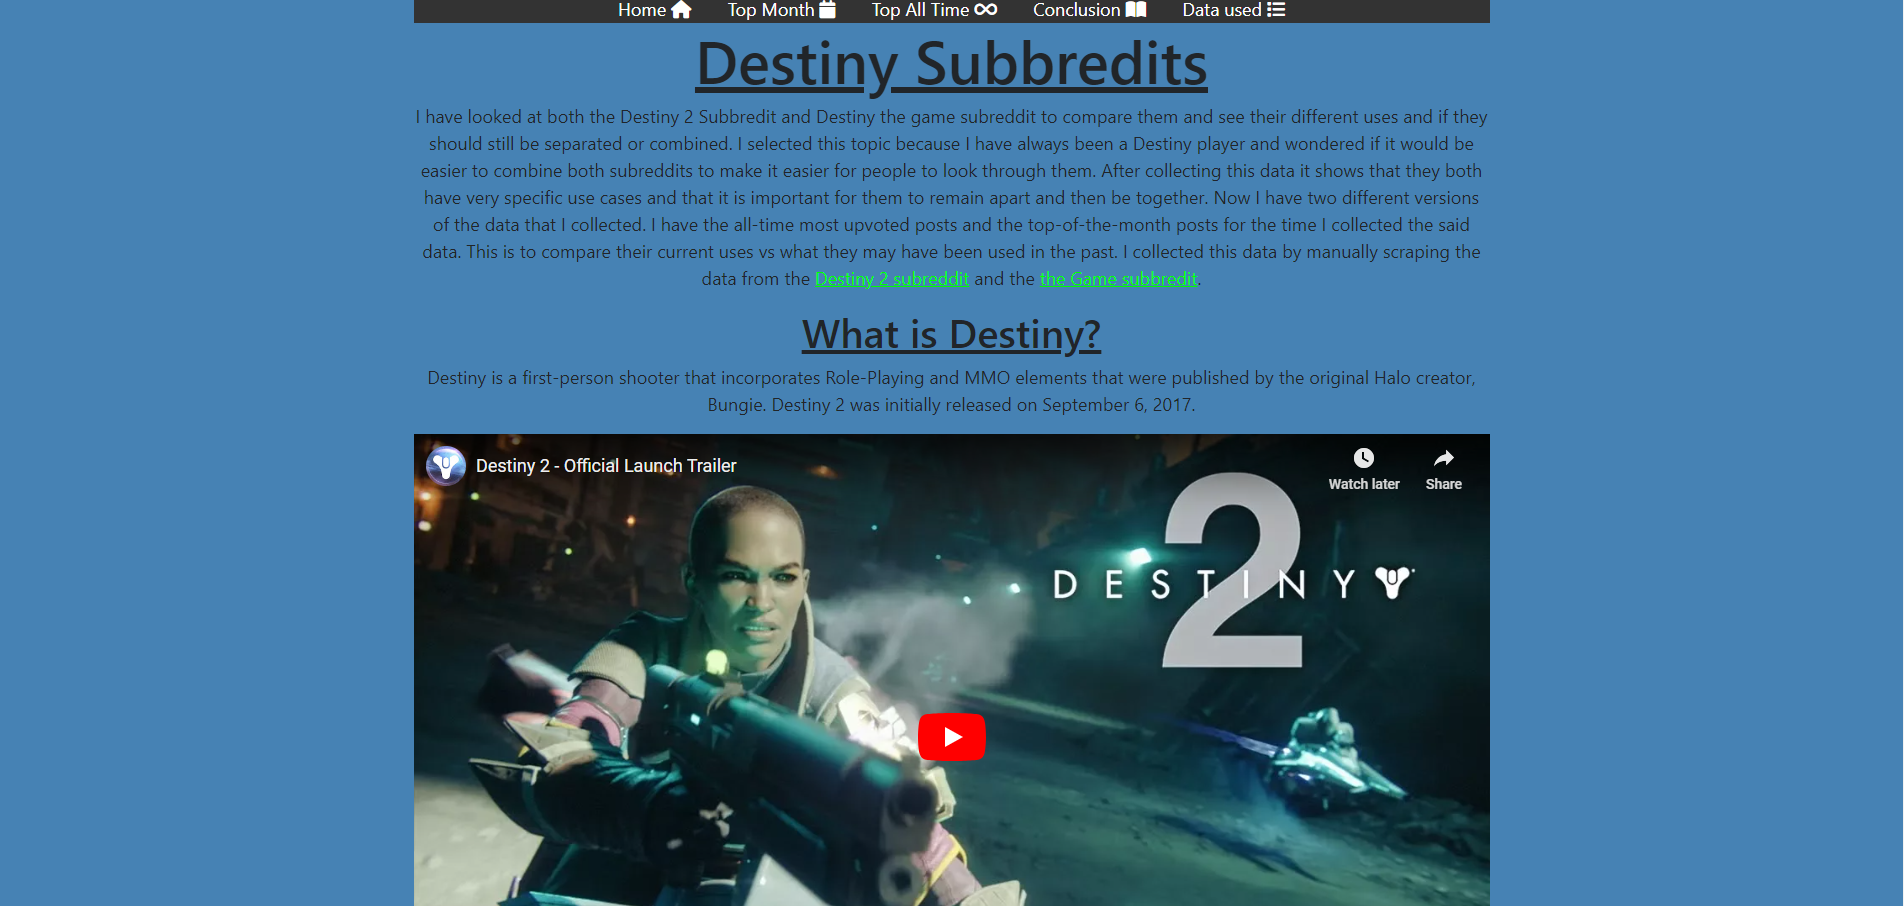 Home Top Month Top All Time Conclusion Data used
Destiny Subbredits
I have looked at both the Destiny 2 Subbredit and Destiny the game subreddit to compare them and see their different uses and if they
should still be separated or combined. I selected this topic because I have always been a Destiny player and wondered if it would be
easier to combine both subreddits to make it easier for people to look through them. After collecting this data it shows that they both
have very specific use cases and that it is important for them to remain apart and then be together. Now I have two different versions
of the data that I collected. I have the all-time most upvoted posts and the top-of-the-month posts for the time I collected the said
data. This is to compare their current uses vs what they may have been used in the past. I collected this data by manually scraping the
data from the Destiny 2 subreddit and the the Game subbredit.
What is Destiny?
Destiny is a first-person shooter that incorporates Role-Playing and MMO elements that were published by the original Halo creator,
Bungie. Destiny 2 was initially released on September 6, 2017.
Destiny 2 - Official Launch Trailer
Watch later
Share
2
DESTINY